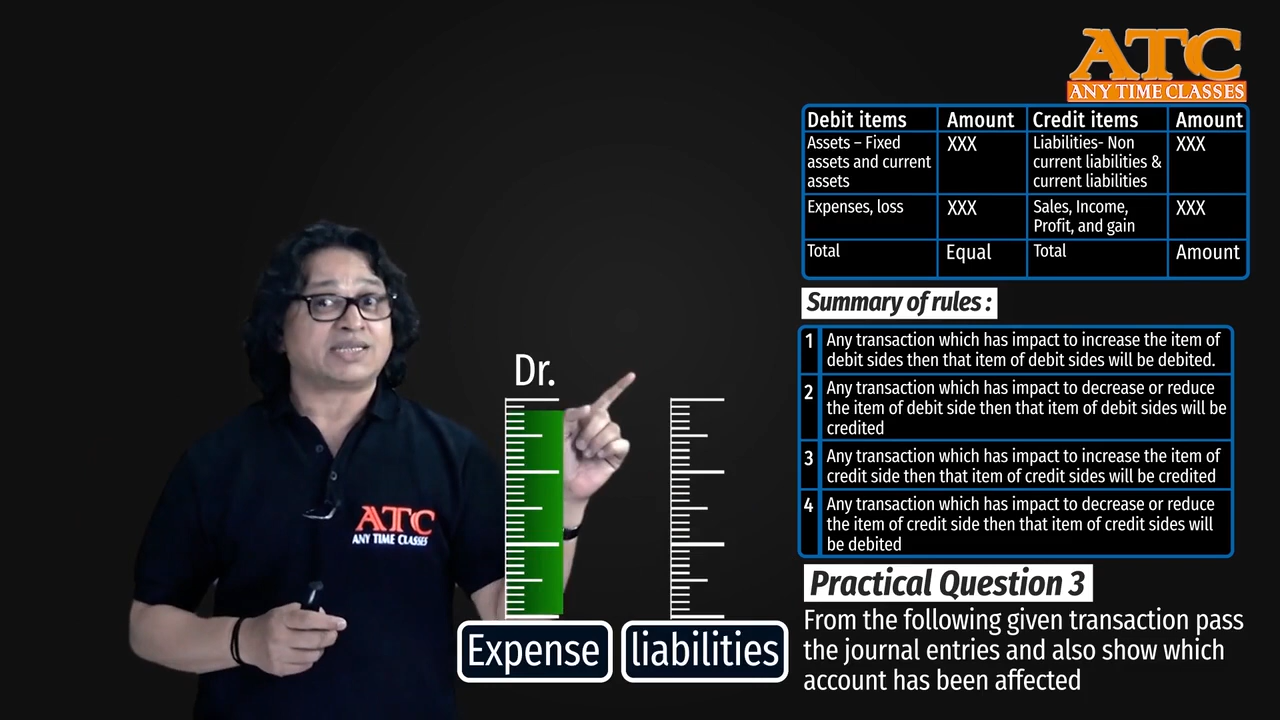 ATC
ANY TIME CLASSES
Debit items Amount Credit items Amount
Assets – Fixed assets and current assets XXX Liabilities- Non current liabilities & current liabilities XXX
Expenses, loss XXX Sales, Income, Profit, and gain XXX
Total Equal Total Amount
Summary of rules :
1 Any transaction which has impact to increase the item of
debit sides then that item of debit sides will be debited.
2 Any transaction which has impact to decrease or reduce
the item of debit side then that item of debit sides will be
credited
3 Any transaction which has impact to increase the item of
credit side then that item of credit sides will be credited
4 Any transaction which has impact to decrease or reduce
the item of credit side then that item of credit sides will
be debited
Practical Question 3
From the following given transaction pass
the journal entries and also show which
account has been affected
Dr.
Expense
liabilities
ATC
ANY TIME CLASSES